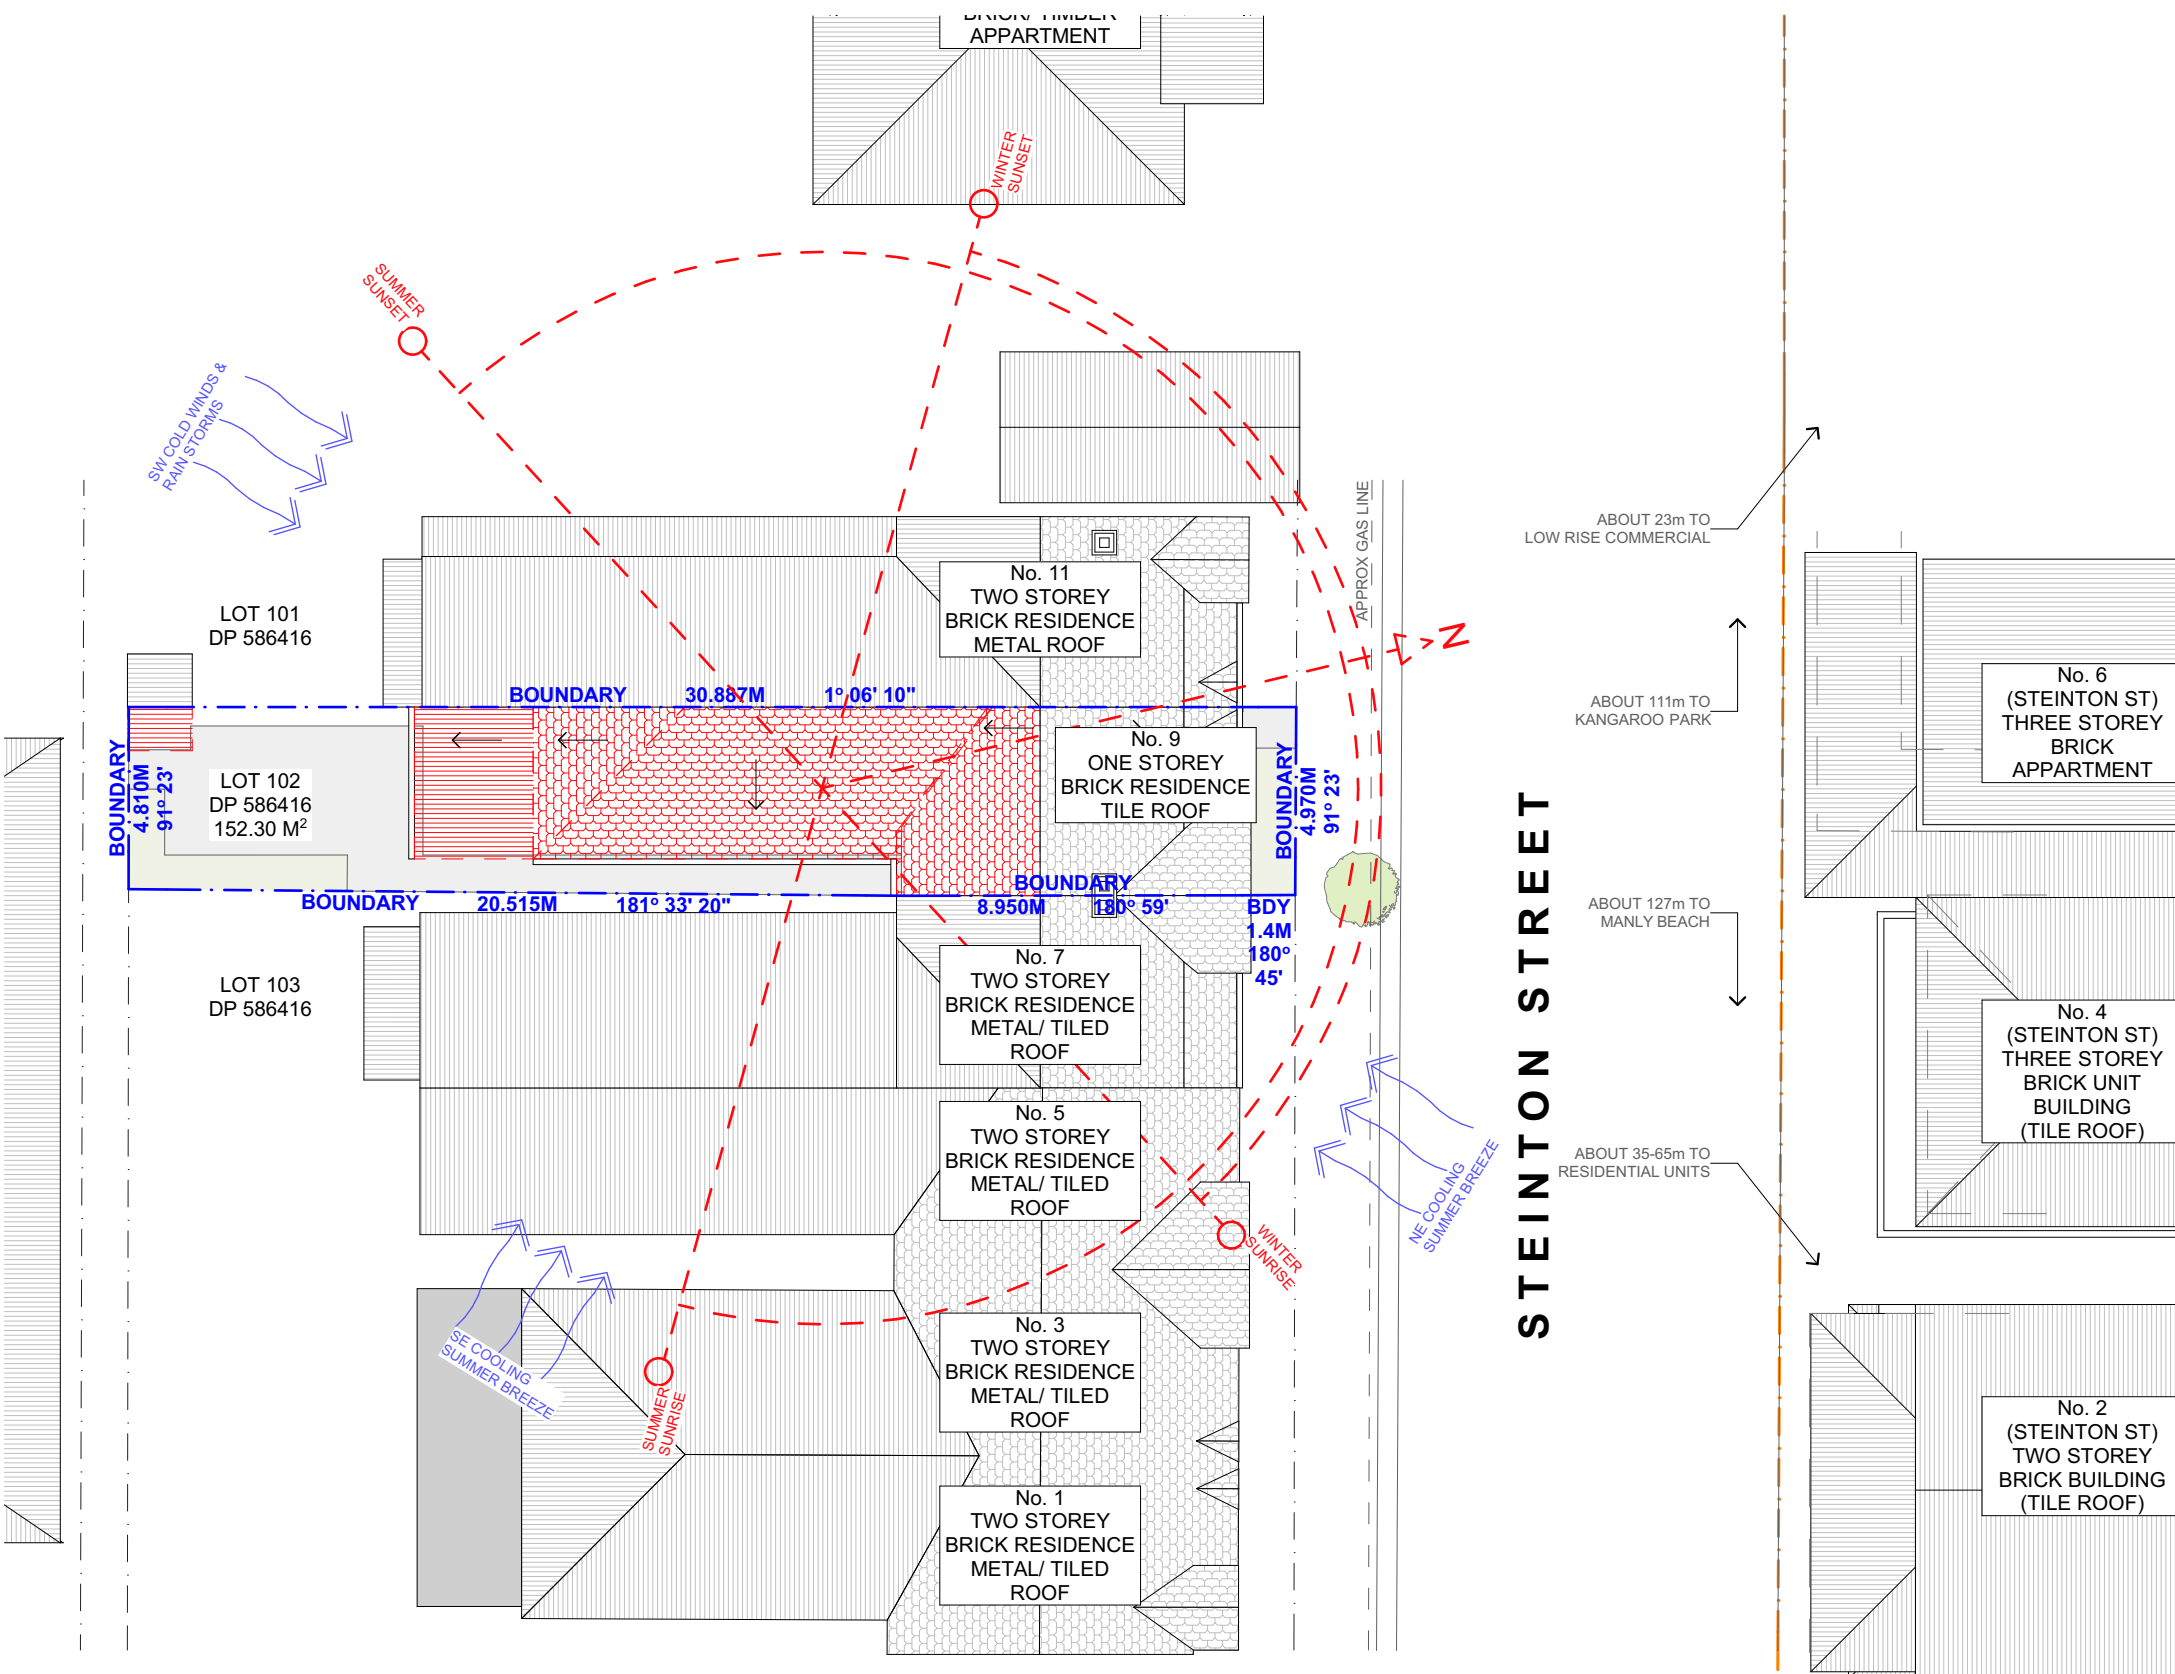 BRICK/ TIMBER
APPARTMENT
WINTER
SUNSET
SUMMER
SUNSET
SW COLD WINDS &
RAIN STORMS
APPROX GAS LINE
ABOUT 23m TO
LOW RISE COMMERCIAL
LOT 101
DP 586416
No. 11
TWO STOREY
BRICK RESIDENCE
METAL ROOF
N
ABOUT 111m TO
KANGAROO PARK
No. 6
(STEINTON ST)
THREE STOREY
BRICK
APPARTMENT
BOUNDARY 30.887M 1° 06' 10"
BOUNDARY
4.810M
91° 23'
LOT 102
DP 586416
152.30 M²
No. 9
ONE STOREY
BRICK RESIDENCE
TILE ROOF
BOUNDARY
4.970M
91° 23'
BOUNDARY 20.515M 181° 33' 20"
BOUNDARY
8.950M 180° 59'
BDY
1.4M
180°
45'
STEINTON STREET
ABOUT 127m TO
MANLY BEACH
LOT 103
DP 586416
No. 7
TWO STOREY
BRICK RESIDENCE
METAL/ TILED
ROOF
No. 4
(STEINTON ST)
THREE STOREY
BRICK UNIT
BUILDING
(TILE ROOF)
No. 5
TWO STOREY
BRICK RESIDENCE
METAL/ TILED
ROOF
NE COOLING
SUMMER BREEZE
ABOUT 35-65m TO
RESIDENTIAL UNITS
WINTER
SUNRISE
SE COOLING
SUMMER BREEZE
SUMMER
SUNRISE
No. 3
TWO STOREY
BRICK RESIDENCE
METAL/ TILED
ROOF
No. 2
(STEINTON ST)
TWO STOREY
BRICK BUILDING
(TILE ROOF)
No. 1
TWO STOREY
BRICK RESIDENCE
METAL/ TILED
ROOF